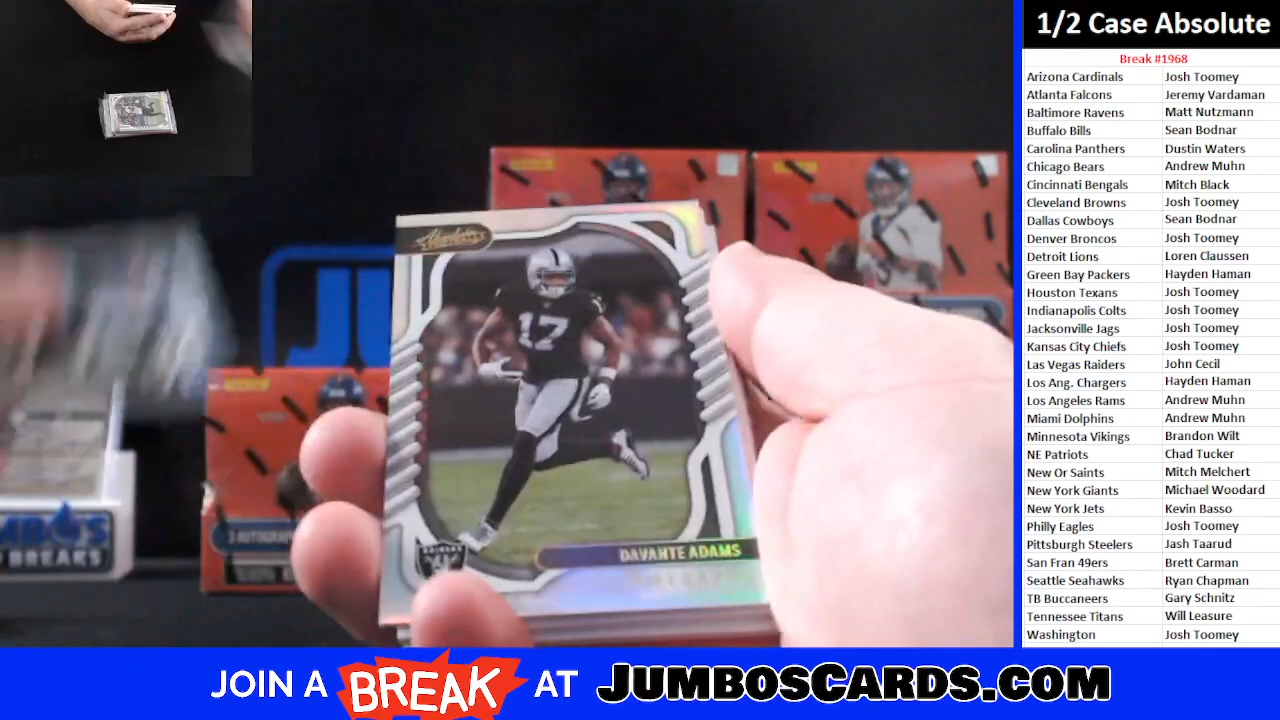 1/2 Case Absolute
Break #1968
Arizona Cardinals Josh Toomey
Atlanta Falcons Jeremy Vardaman
Baltimore Ravens Matt Nutzmann
Buffalo Bills Sean Bodnar
Carolina Panthers Dustin Waters
Chicago Bears Andrew Muhn
Cincinnati Bengals Mitch Black
Cleveland Browns Josh Toomey
Dallas Cowboys Sean Bodnar
Denver Broncos Josh Toomey
Detroit Lions Loren Claussen
Green Bay Packers Hayden Haman
Houston Texans Josh Toomey
Indianapolis Colts Josh Toomey
Jacksonville Jags Josh Toomey
Kansas City Chiefs Josh Toomey
Las Vegas Raiders John Cecil
Los Ang. Chargers Hayden Haman
Los Angeles Rams Andrew Muhn
Miami Dolphins Andrew Muhn
Minnesota Vikings Brandon Wilt
NE Patriots Chad Tucker
New Or Saints Mitch Melchert
New York Giants Michael Woodard
New York Jets Kevin Basso
Philly Eagles Josh Toomey
Pittsburgh Steelers Jash Taarud
San Fran 49ers Brett Carman
Seattle Seahawks Ryan Chapman
TB Buccaneers Gary Schnitz
Tennessee Titans Will Leasure
Washington Josh Toomey
Absolute
17
RAIDERS
DAVANTE ADAMS
JU
3 AUTOGRA
MBO'S
BREAKS
JOIN A BREAK AT JUMBOSCARDS.COM